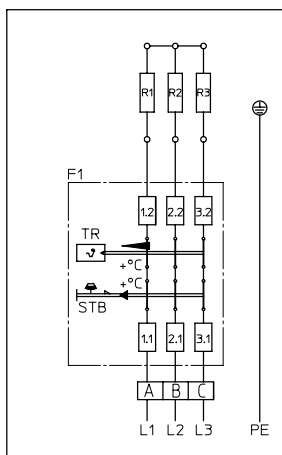 R1 R2 R3
F1
1.2 2.2 3.2
TR
+°C
+°C
STB
1.1 2.1 3.1
A B C
L1 L2 L3 PE